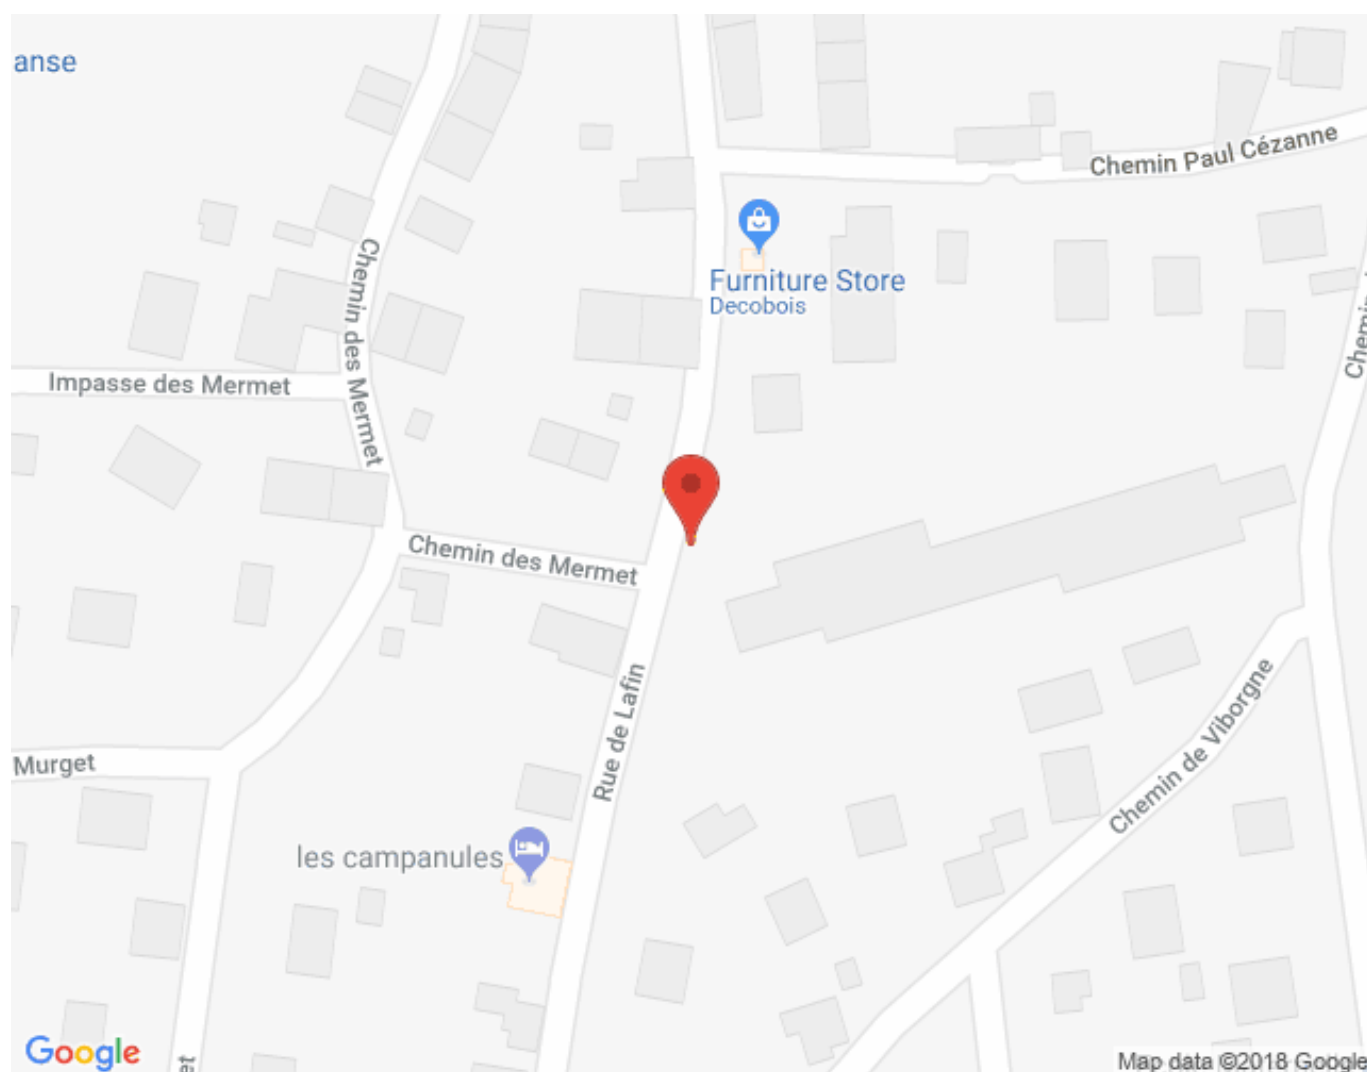 anse
Chemin Paul Cézanne
Furniture Store
Decobois
Chemin des Mermet
Impasse des Mermet
Chemin des Mermet
Rue de Lafin
Chemin de Viborgne
Murget
les campanules
Google
Map data ©2018 Google